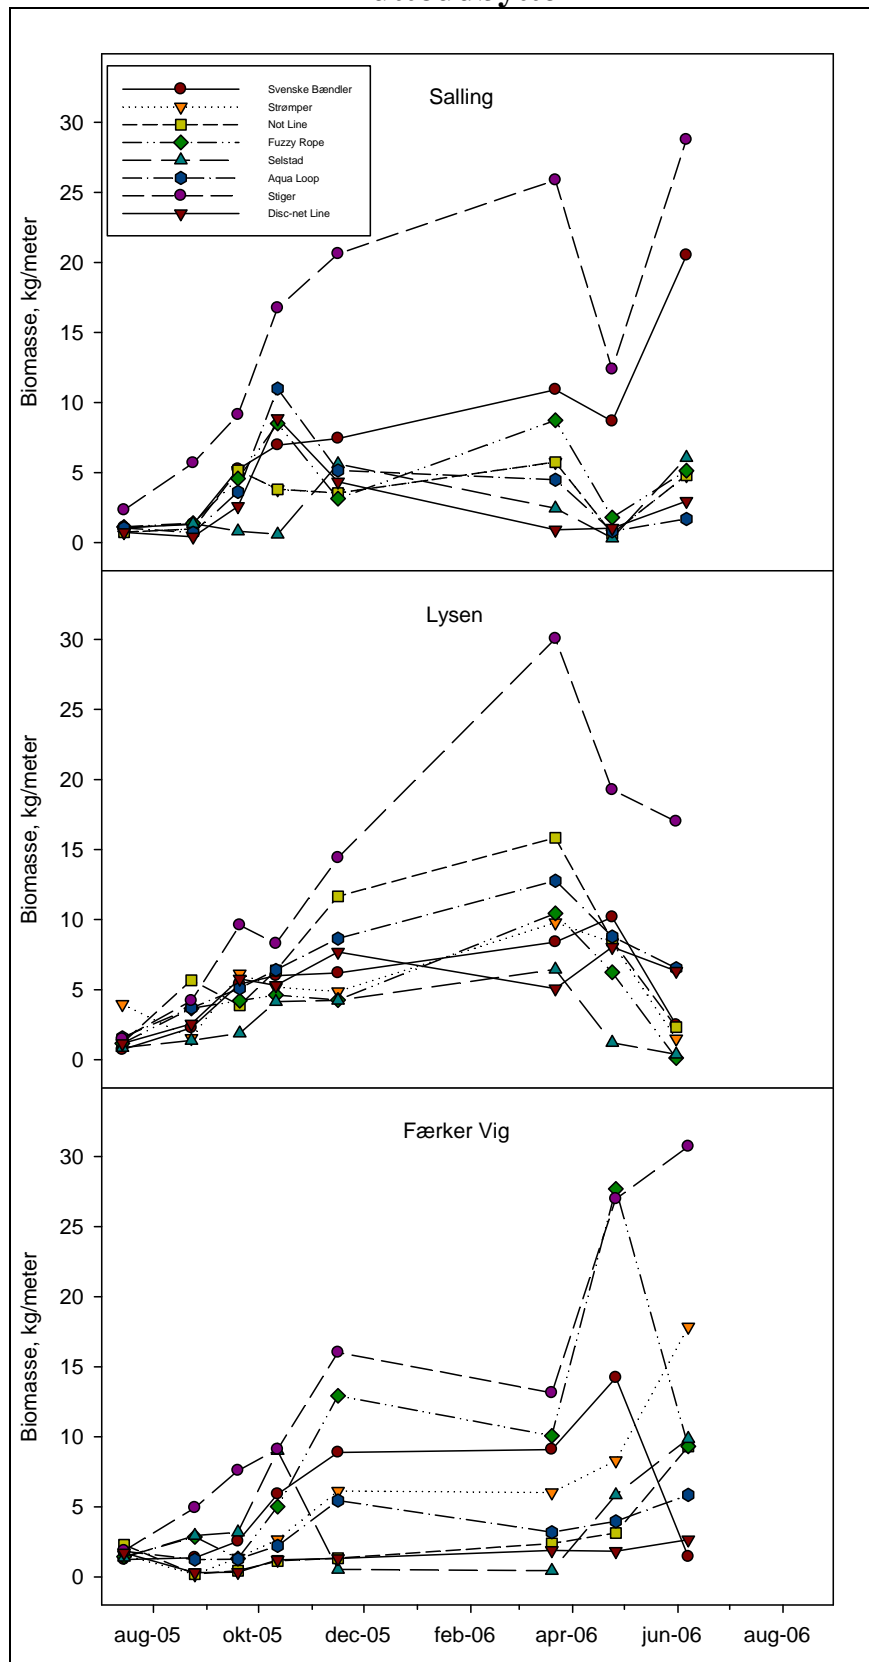 Salling
Svenske Bændler
Strømper
Not Line
Fuzzy Rope
Selstad
Aqua Loop
Stiger
Disc-net Line
Biomasse, kg/meter
30
25
20
15
10
5
0
Lysen
Biomasse, kg/meter
30
25
20
15
10
5
0
Færker Vig
Biomasse, kg/meter
30
25
20
15
10
5
0
aug-05 okt-05 dec-05 feb-06 apr-06 jun-06 aug-06